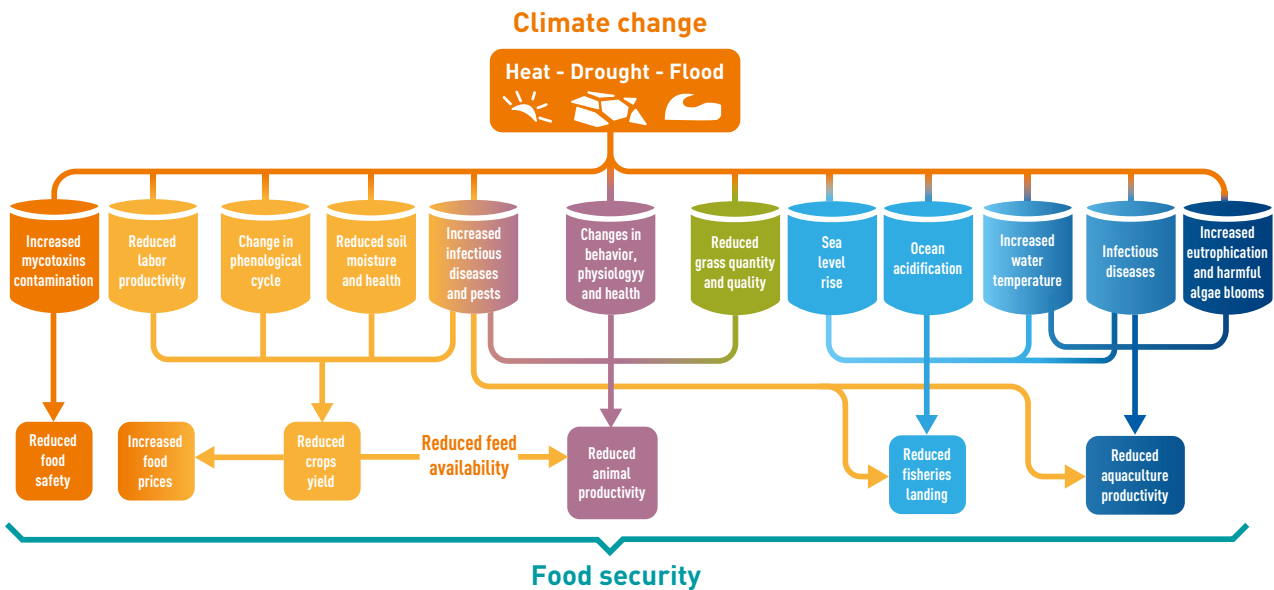 Climate change
Heat - Drought - Flood
Increased
mycotoxins
contamination
Reduced
labor
productivity
Change in
phenological
cycle
Reduced soil
moisture
and health
Increased
infectious
diseases
and pests
Changes in
behavior,
physiologyy
and health
Reduced
grass quantity
and quality
Sea
level
rise
Ocean
acidification
Increased
water
temperature
Infectious
diseases
Increased
eutrophication
and harmful
algae blooms
Reduced
food
safety
Increased
food
prices
Reduced
crops
yield
Reduced feed
availability
Reduced
animal
productivity
Reduced
fisheries
landing
Reduced
aquaculture
productivity
Food security